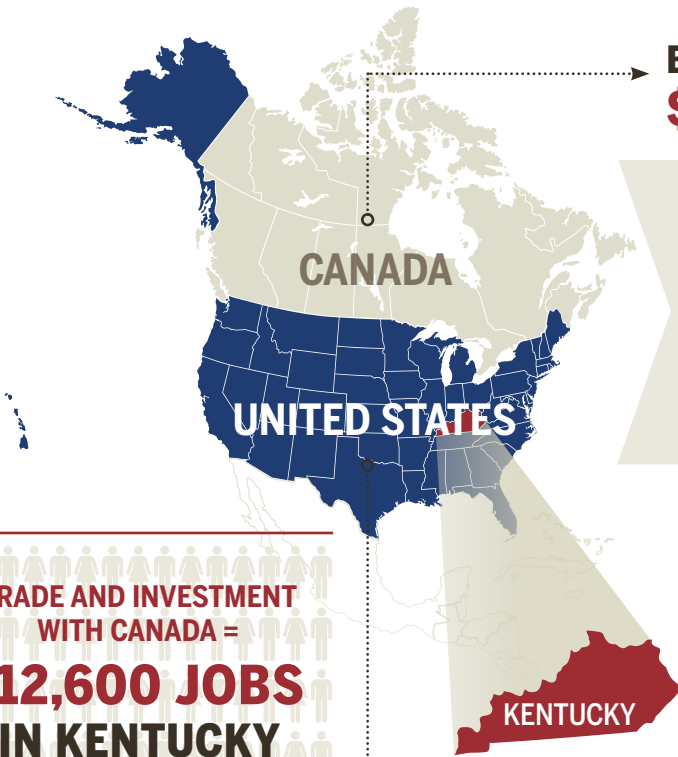 $
CANADA
UNITED STATES
RADE AND INVESTMENT
WITH CANADA =
12,600 JOBS
IN KENTUCKY
KENTUCKY